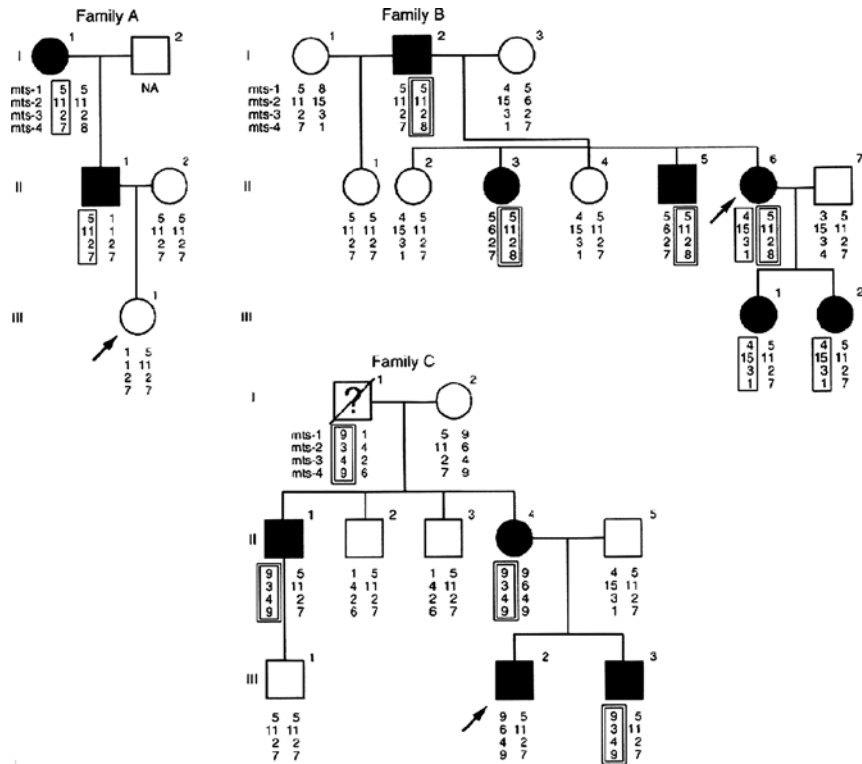 Family A
I
1 2
mts-1 5 5 NA
mts-2 11 11
mts-3 2 2
mts-4 7 8
II
1 2
5 1 5 5
11 1 11 11
2 2 2 2
7 7 7 7
III
1
1 5
1 11
2 2
7 7
Family B
I
1 2 3
mts-1 5 8 5 5 4 5
mts-2 11 15 11 11 15 6
mts-3 2 3 2 2 3 2
mts-4 7 1 7 8 1 7
II
1 2 3 4 5 6 7
5 5 4 5 5 5 4 5 5 5 4 5 3 5
11 11 15 11 6 11 15 11 6 11 15 11 15 11
2 2 3 2 2 2 3 2 2 2 3 2 3 2
7 7 1 7 7 8 1 7 7 8 1 8 4 7
III
1 2
4 5 4 5
15 11 15 11
3 2 3 2
1 7 1 7
Family C
I
1 2
?
mts-1 9 1 5 9
mts-2 3 4 11 6
mts-3 4 2 2 4
mts-4 9 6 7 9
II
1 2 3 4 5
9 5 1 5 1 5 9 9 4 5
3 11 4 11 4 11 3 6 15 11
4 2 2 2 2 2 4 4 3 2
9 7 6 7 6 7 9 9 1 7
III
1 2 3
5 5 9 5 9 5
11 11 6 11 3 11
2 2 4 2 4 2
7 7 9 7 9 7